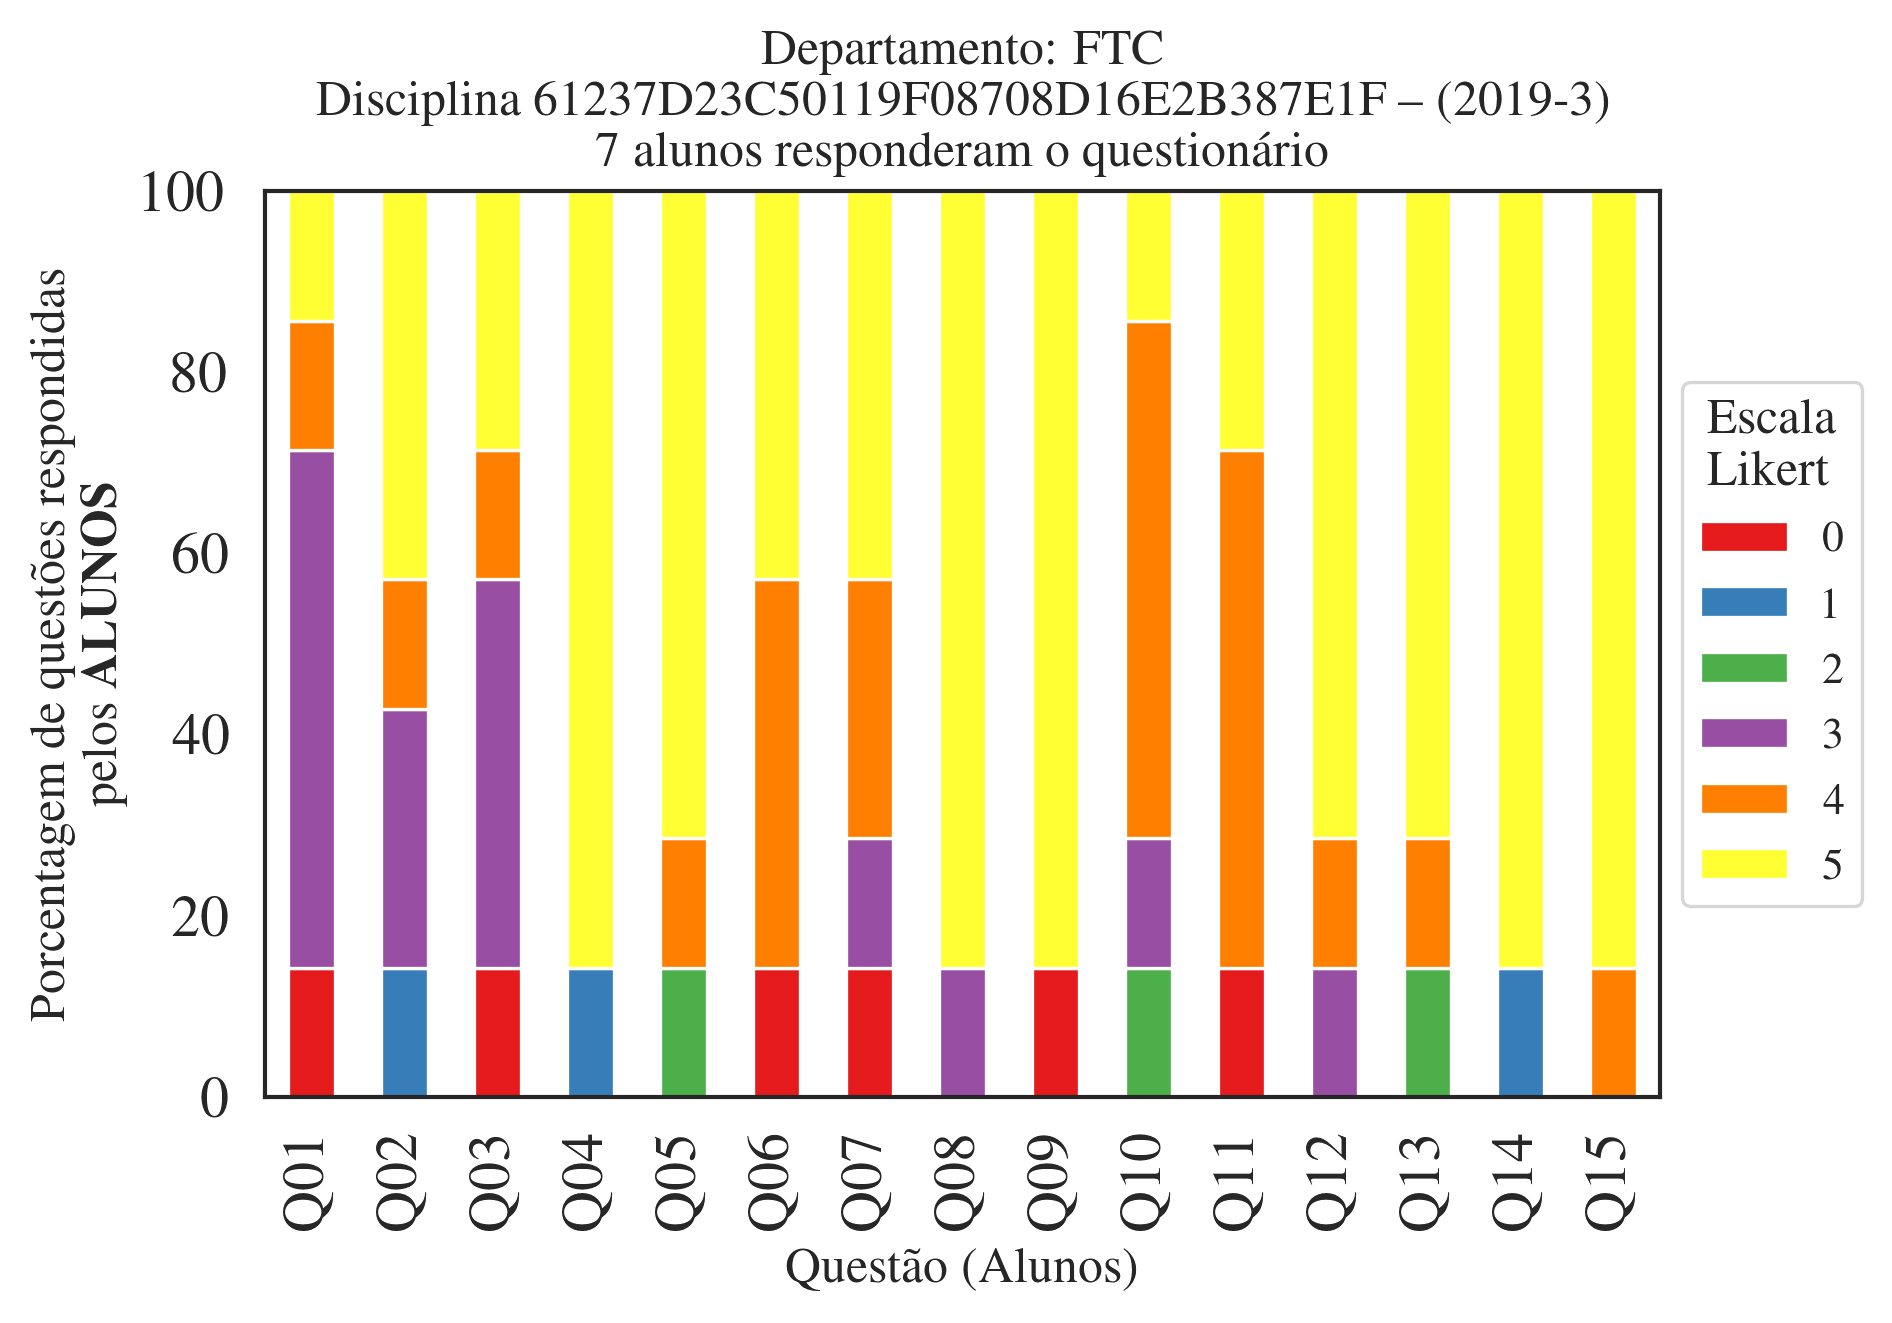 Departamento: FTC
Disciplina 61237D23C50119F08708D16E2B387E1F – (2019-3)
7 alunos responderam o questionário
Porcentagem de questões respondidas
pelos ALUNOS
100
80
60
40
20
0
Q01
Q02
Q03
Q04
Q05
Q06
Q07
Q08
Q09
Q10
Q11
Q12
Q13
Q14
Q15
Questão (Alunos)
Escala
Likert
0
1
2
3
4
5